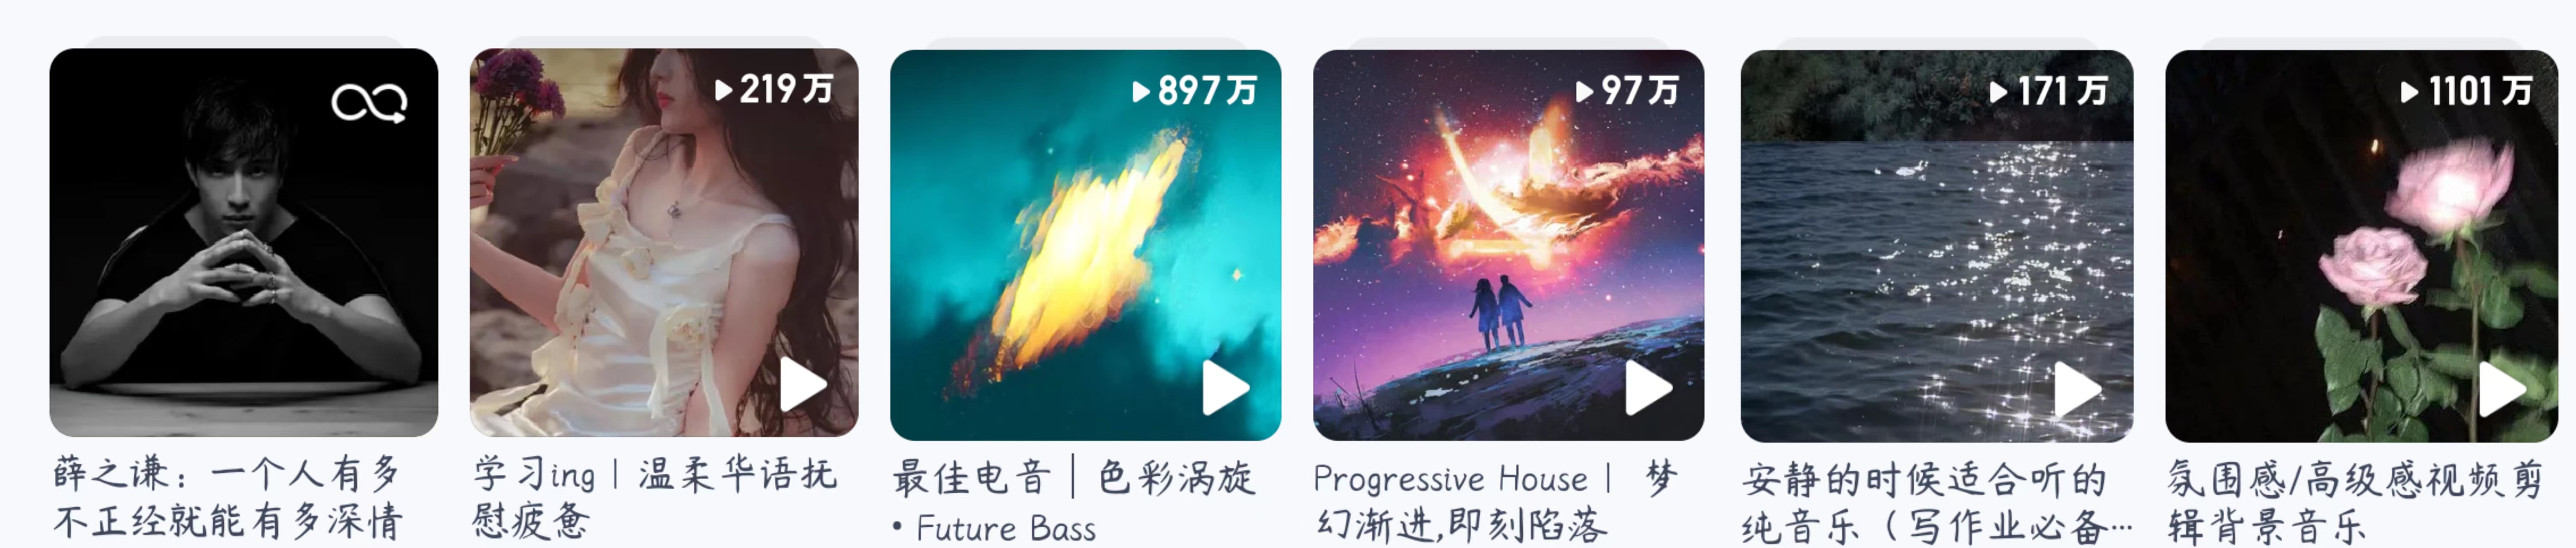 219万
897万
97万
171万
1101万
薛之谦：一个人有多
不正经就能有多深情
学习ing | 温柔华语抚
慰疲惫
最佳电音 | 色彩涡旋
• Future Bass
Progressive House | 梦
幻渐进,即刻陷落
安静的时候适合听的
纯音乐（写作业必备…
氛围感/高级感视频剪
辑背景音乐